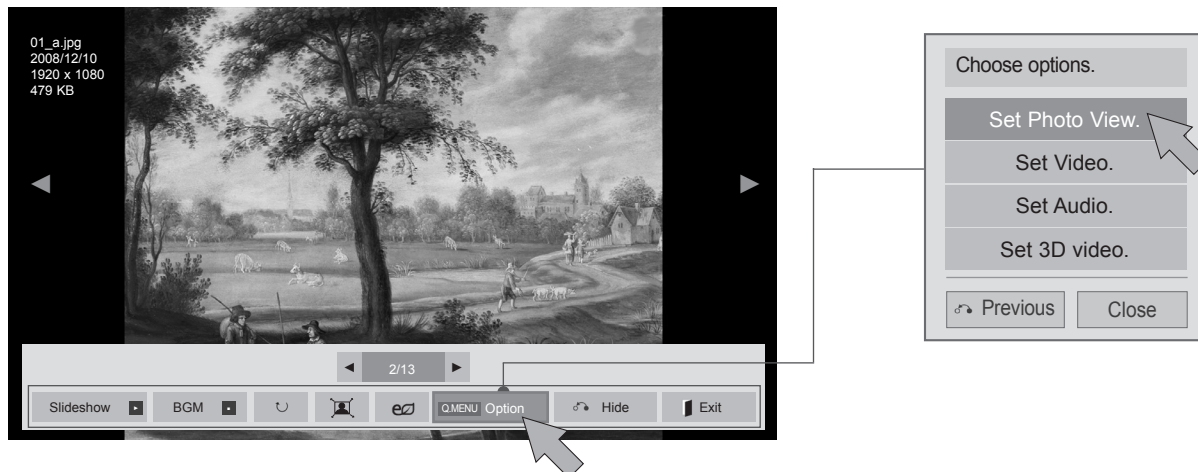 01_a.jpg
2008/12/10
1920 x 1080
479 KB
2/13
Slideshow BGM Q.MENU Option Hide Exit
Choose options.
Set Photo View.
Set Video.
Set Audio.
Set 3D video.
Previous Close